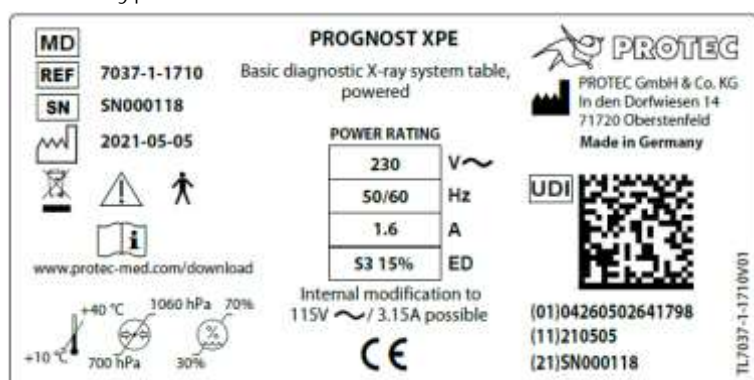 MD
REF 7037-1-1710
SN SN000118
2021-05-05
www.protec-med.com/download
+40 °C
+10 °C
1060 hPa
700 hPa
70%
30%
PROGNOST XPE
Basic diagnostic X-ray system table,
powered
POWER RATING
230 V~
50/60 Hz
1.6 A
S3 15% ED
Internal modification to
115V ~ / 3.15A possible
CE
PROTEC
PROTEC GmbH & Co. KG
In den Dorfwiesen 14
71720 Oberstenfeld
Made in Germany
UDI
(01)04260502641798
(11)210505
(21)SN000118
TL7037-1-1710V01